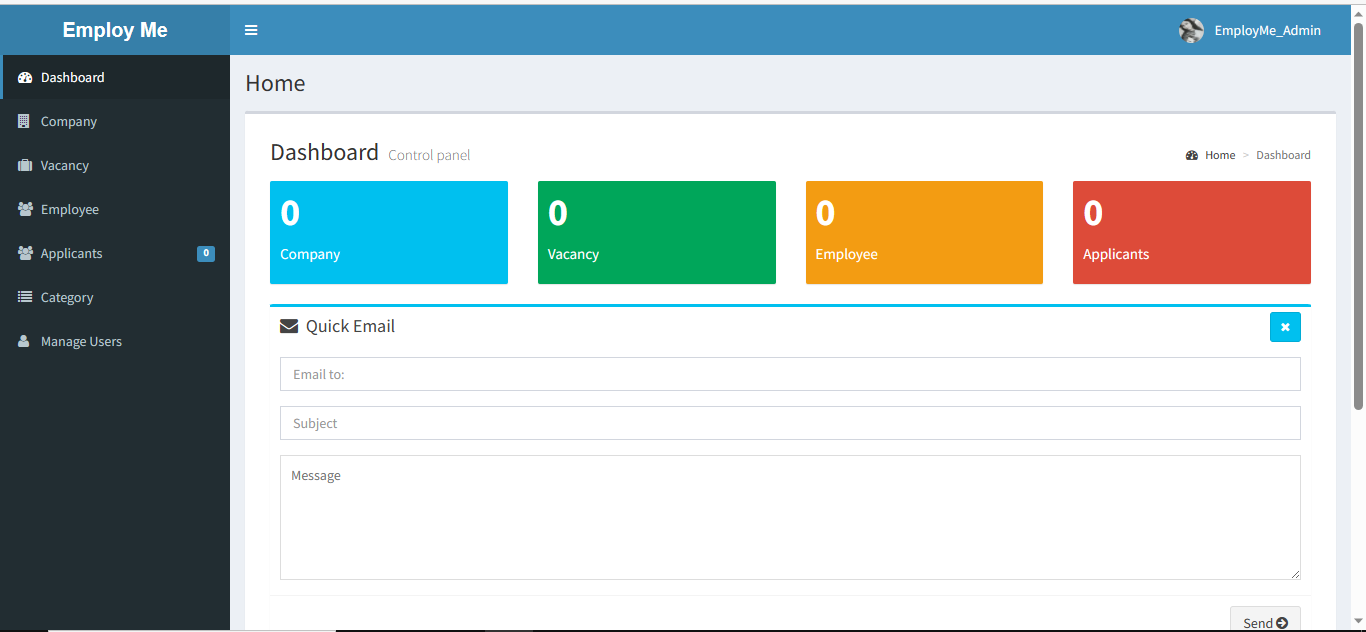 Employ Me
EmployMe_Admin
Dashboard
Company
Vacancy
Employee
Applicants 0
Category
Manage Users
Home
Dashboard Control panel
Home > Dashboard
0
Company
0
Vacancy
0
Employee
0
Applicants
Quick Email
Email to:
Subject
Message
Send